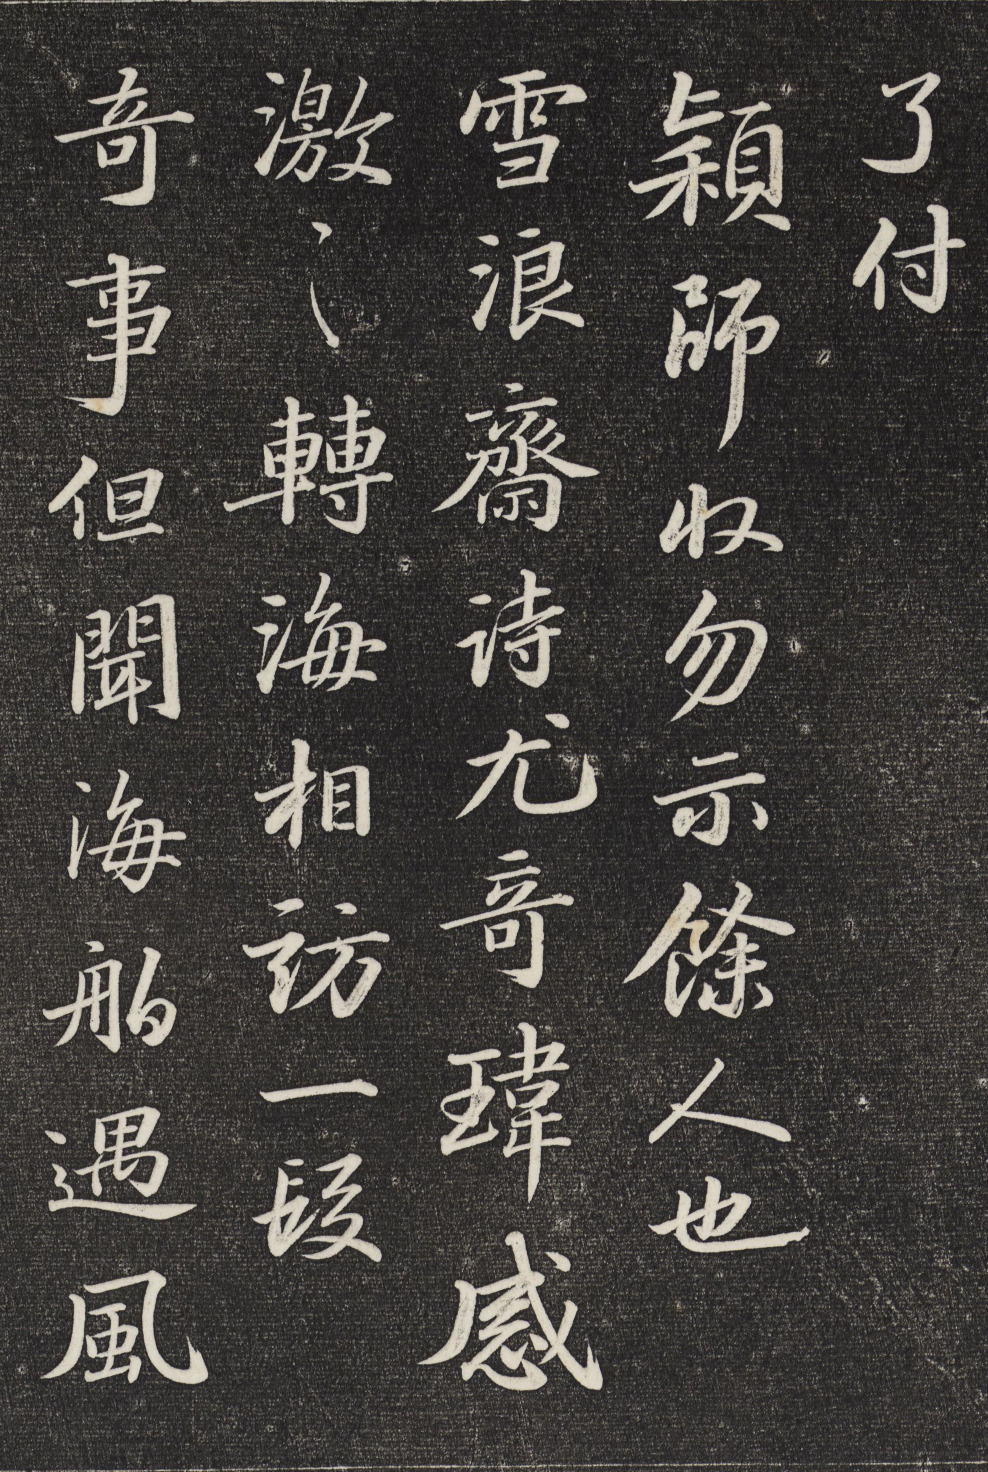 了付
穎師收勿示餘人也
雪浪齋詩尤奇瑋感
激〻轉海相訪一段
奇事但聞海舶遇風